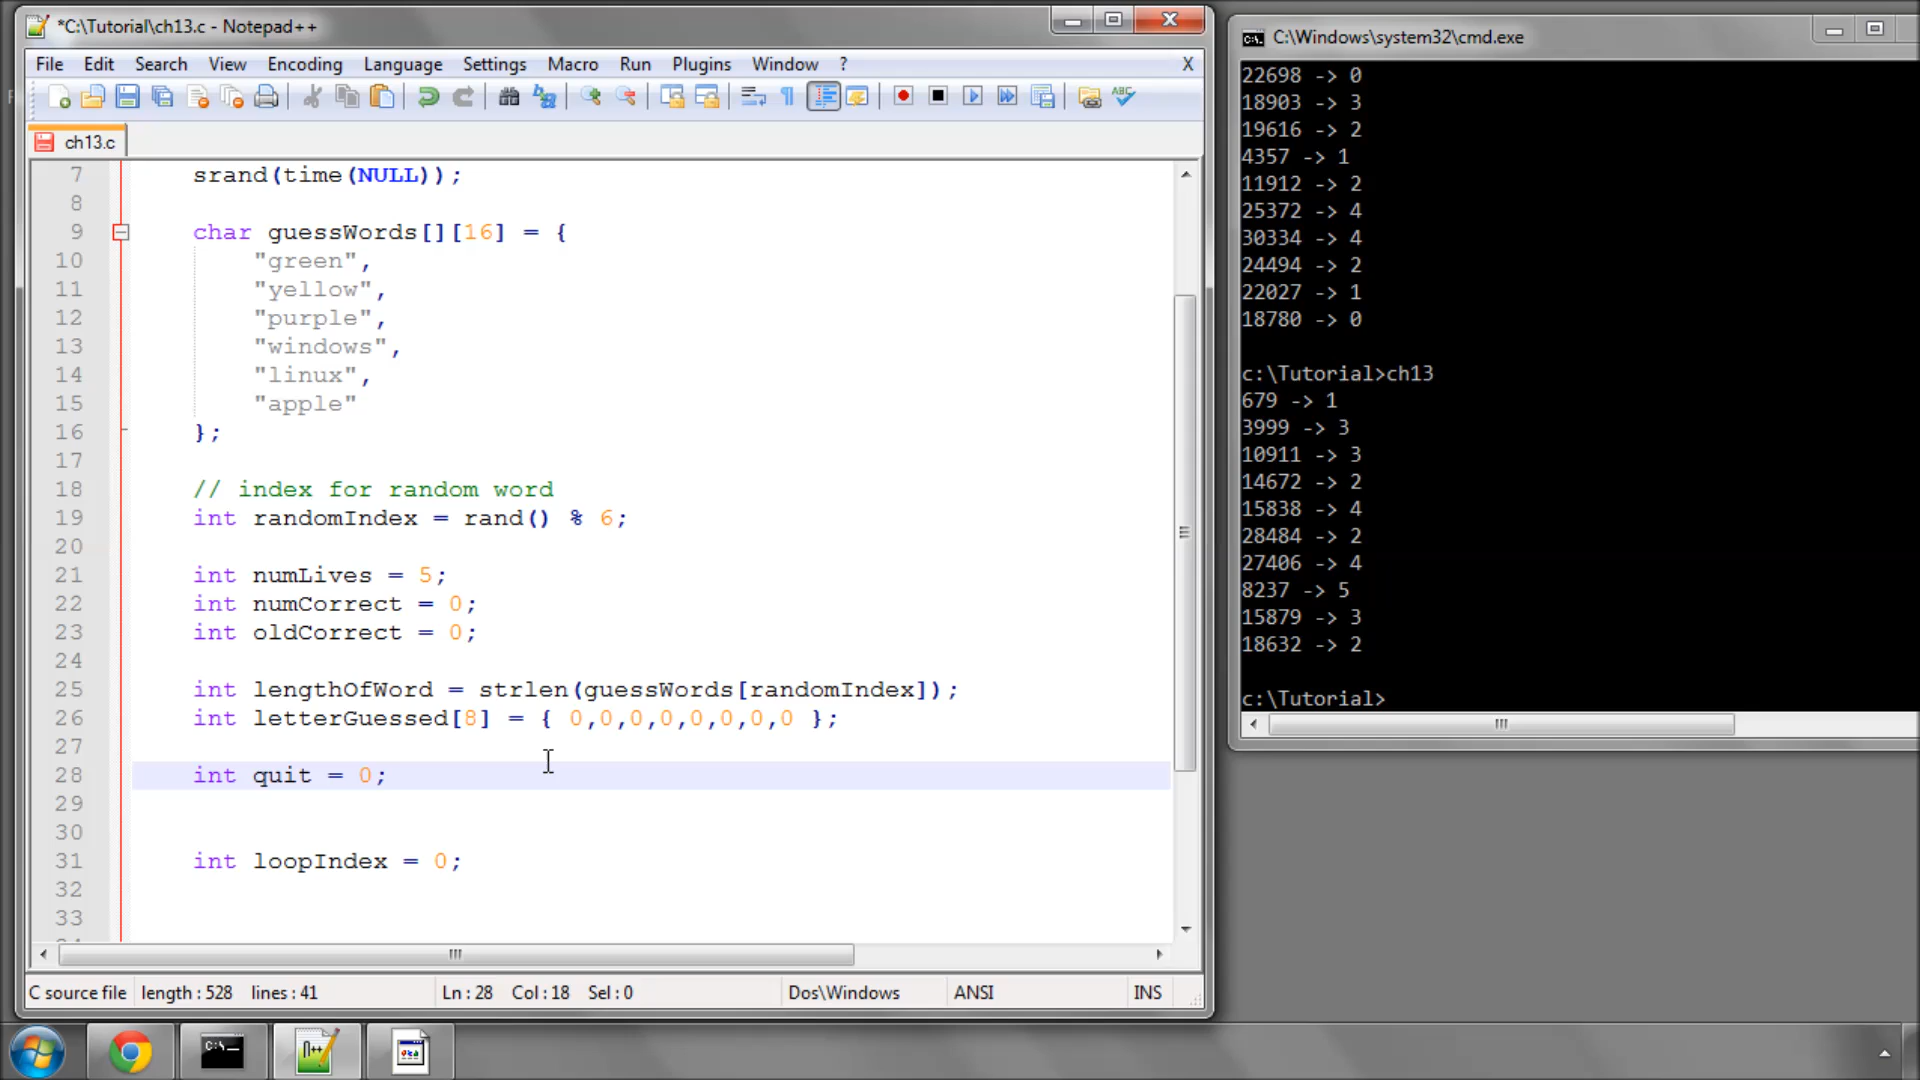 *C:\Tutorial\ch13.c - Notepad++
File Edit Search View Encoding Language Settings Macro Run Plugins Window ? X
ch13.c
7 srand(time(NULL));
8
9 char guessWords[][16] = {
10 "green",
11 "yellow",
12 "purple",
13 "windows",
14 "linux",
15 "apple"
16 };
17
18 // index for random word
19 int randomIndex = rand() % 6;
20
21 int numLives = 5;
22 int numCorrect = 0;
23 int oldCorrect = 0;
24
25 int lengthOfWord = strlen(guessWords[randomIndex]);
26 int letterGuessed[8] = { 0,0,0,0,0,0,0,0 };
27
28 int quit = 0;
29
30
31 int loopIndex = 0;
32
33
C source file length : 528 lines : 41 Ln : 28 Col : 18 Sel : 0 Dos\Windows ANSI INS
C:\Windows\system32\cmd.exe
22698 -> 0
18903 -> 3
19616 -> 2
4357 -> 1
11912 -> 2
25372 -> 4
30334 -> 4
24494 -> 2
22027 -> 1
18780 -> 0
c:\Tutorial>ch13
679 -> 1
3999 -> 3
10911 -> 3
14672 -> 2
15838 -> 4
28484 -> 2
27406 -> 4
8237 -> 5
15879 -> 3
18632 -> 2
c:\Tutorial>